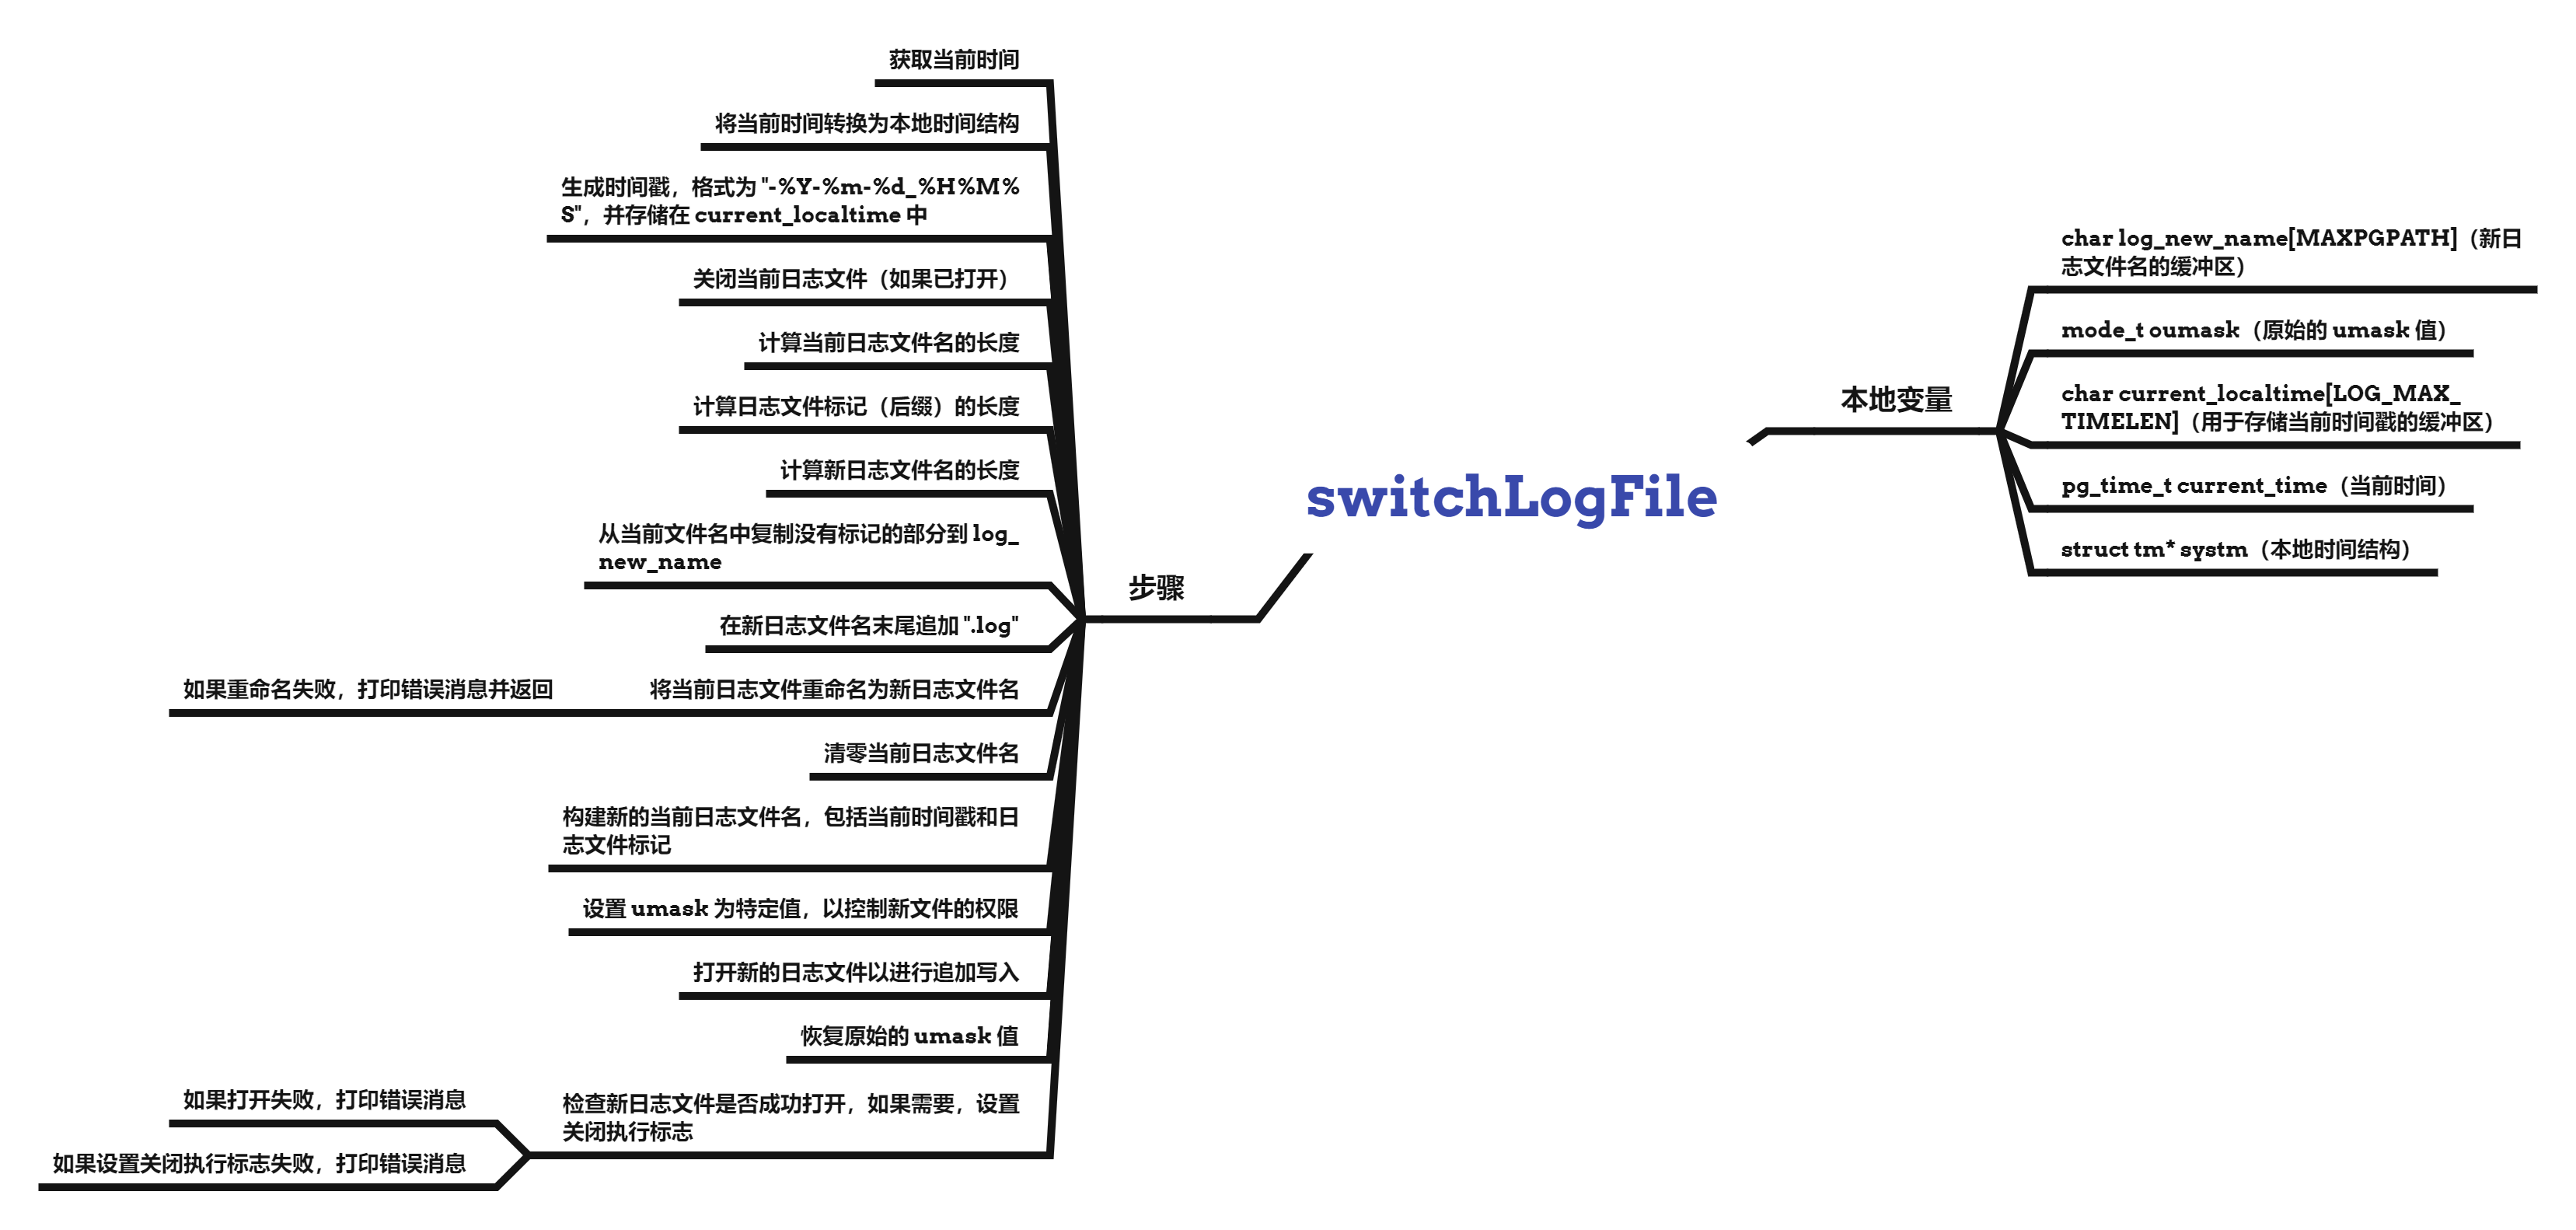 switchLogFile
本地变量
char log_new_name[MAXPGPATH]（新日
志文件名的缓冲区）
mode_t oumask（原始的 umask 值）
char current_localtime[LOG_MAX_
TIMELEN]（用于存储当前时间戳的缓冲区）
pg_time_t current_time（当前时间）
struct tm* systm（本地时间结构）
步骤
获取当前时间
将当前时间转换为本地时间结构
生成时间戳，格式为 "-%Y-%m-%d_%H%M%
S"，并存储在 current_localtime 中
关闭当前日志文件（如果已打开）
计算当前日志文件名的长度
计算日志文件标记（后缀）的长度
计算新日志文件名的长度
从当前文件名中复制没有标记的部分到 log_
new_name
在新日志文件名末尾追加 ".log"
将当前日志文件重命名为新日志文件名
如果重命名失败，打印错误消息并返回
清零当前日志文件名
构建新的当前日志文件名，包括当前时间戳和日
志文件标记
设置 umask 为特定值，以控制新文件的权限
打开新的日志文件以进行追加写入
恢复原始的 umask 值
检查新日志文件是否成功打开，如果需要，设置
关闭执行标志
如果打开失败，打印错误消息
如果设置关闭执行标志失败，打印错误消息